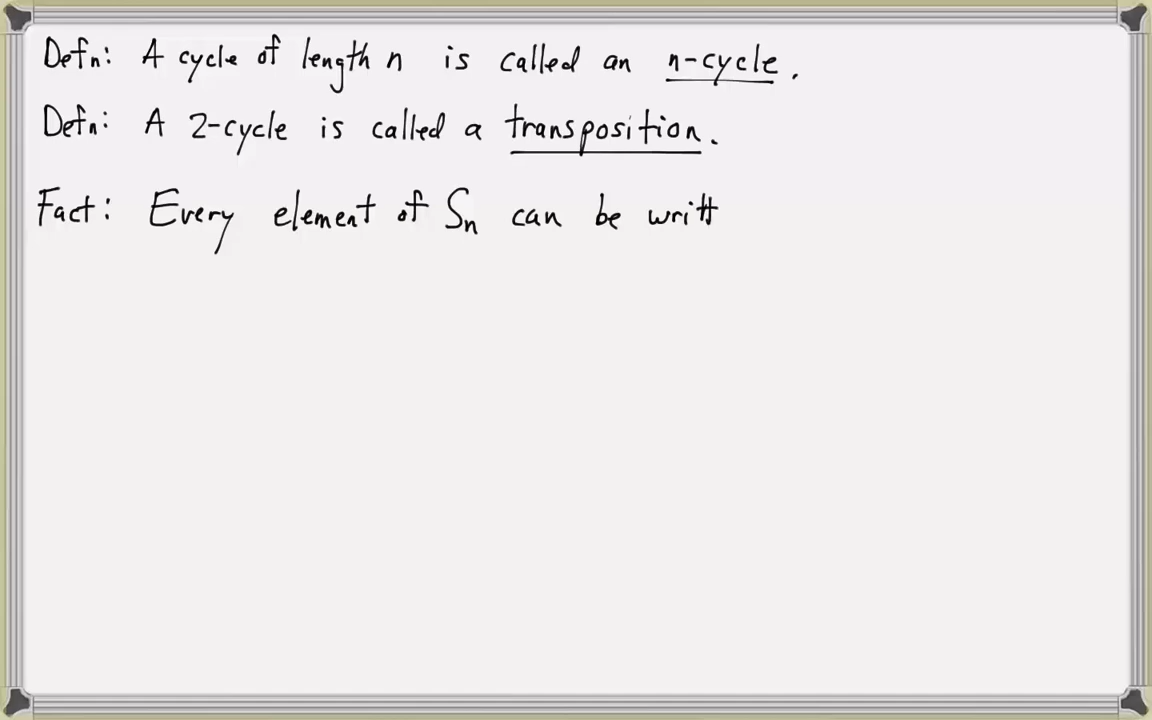 Defn: A cycle of length n is called an n-cycle.
Defn: A 2-cycle is called a transposition.
Fact: Every element of Sn can be writt